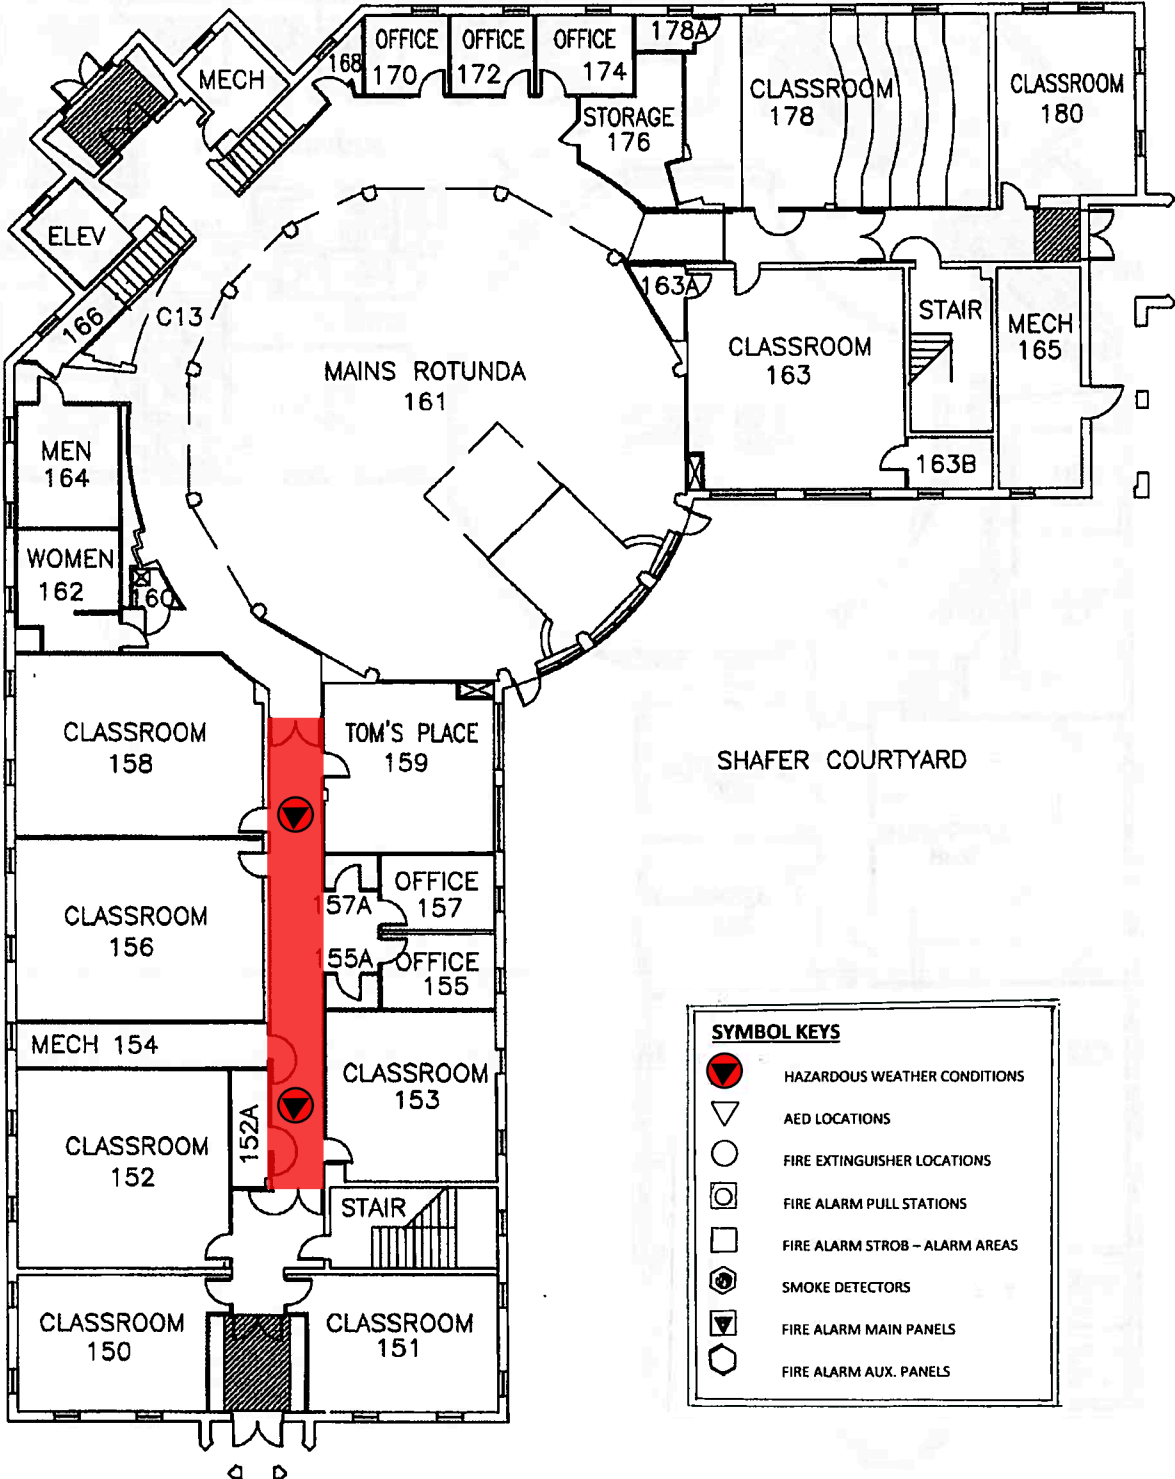 OFFICE
170
OFFICE
172
OFFICE
174
168
178A
MECH
CLASSROOM
178
CLASSROOM
180
STORAGE
176
ELEV
166
C13
163A
STAIR
MECH
165
CLASSROOM
163
163B
MAINS ROTUNDA
161
MEN
164
WOMEN
162
160
CLASSROOM
158
TOM'S PLACE
159
SHAFER COURTYARD
CLASSROOM
156
157A
OFFICE
157
155A
OFFICE
155
MECH 154
CLASSROOM
153
CLASSROOM
152
152A
STAIR
CLASSROOM
150
CLASSROOM
151
SYMBOL KEYS
HAZARDOUS WEATHER CONDITIONS
AED LOCATIONS
FIRE EXTINGUISHER LOCATIONS
FIRE ALARM PULL STATIONS
FIRE ALARM STROB – ALARM AREAS
SMOKE DETECTORS
FIRE ALARM MAIN PANELS
FIRE ALARM AUX. PANELS